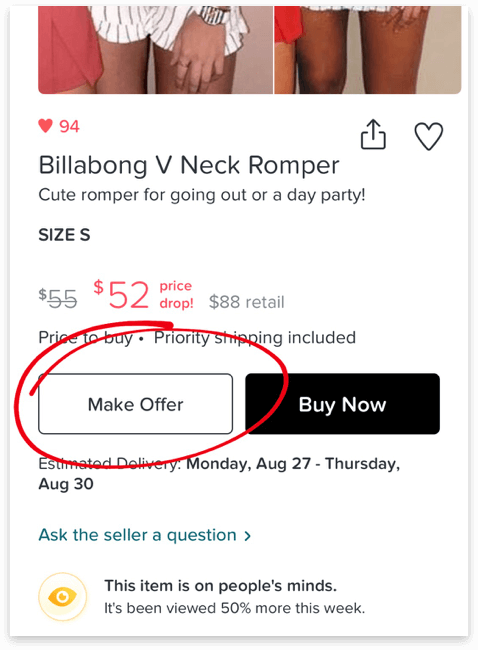 94
Billabong V Neck Romper
Cute romper for going out or a day party!
SIZE S
$55 $52 price drop! $88 retail
Price to buy • Priority shipping included
Make Offer Buy Now
Estimated Delivery: Monday, Aug 27 - Thursday,
Aug 30
Ask the seller a question >
This item is on people's minds.
It's been viewed 50% more this week.